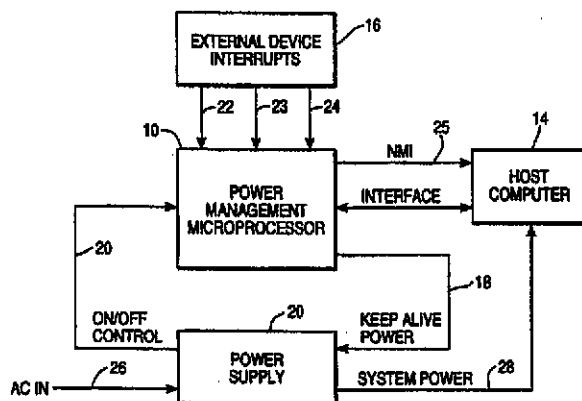 EXTERNAL DEVICE
INTERRUPTS
16
22
23
24
10
POWER
MANAGEMENT
MICROPROCESSOR
NMI
25
14
HOST
COMPUTER
INTERFACE
20
18
ON/OFF
CONTROL
20
KEEP ALIVE
POWER
POWER
SUPPLY
AC IN
26
SYSTEM POWER
28